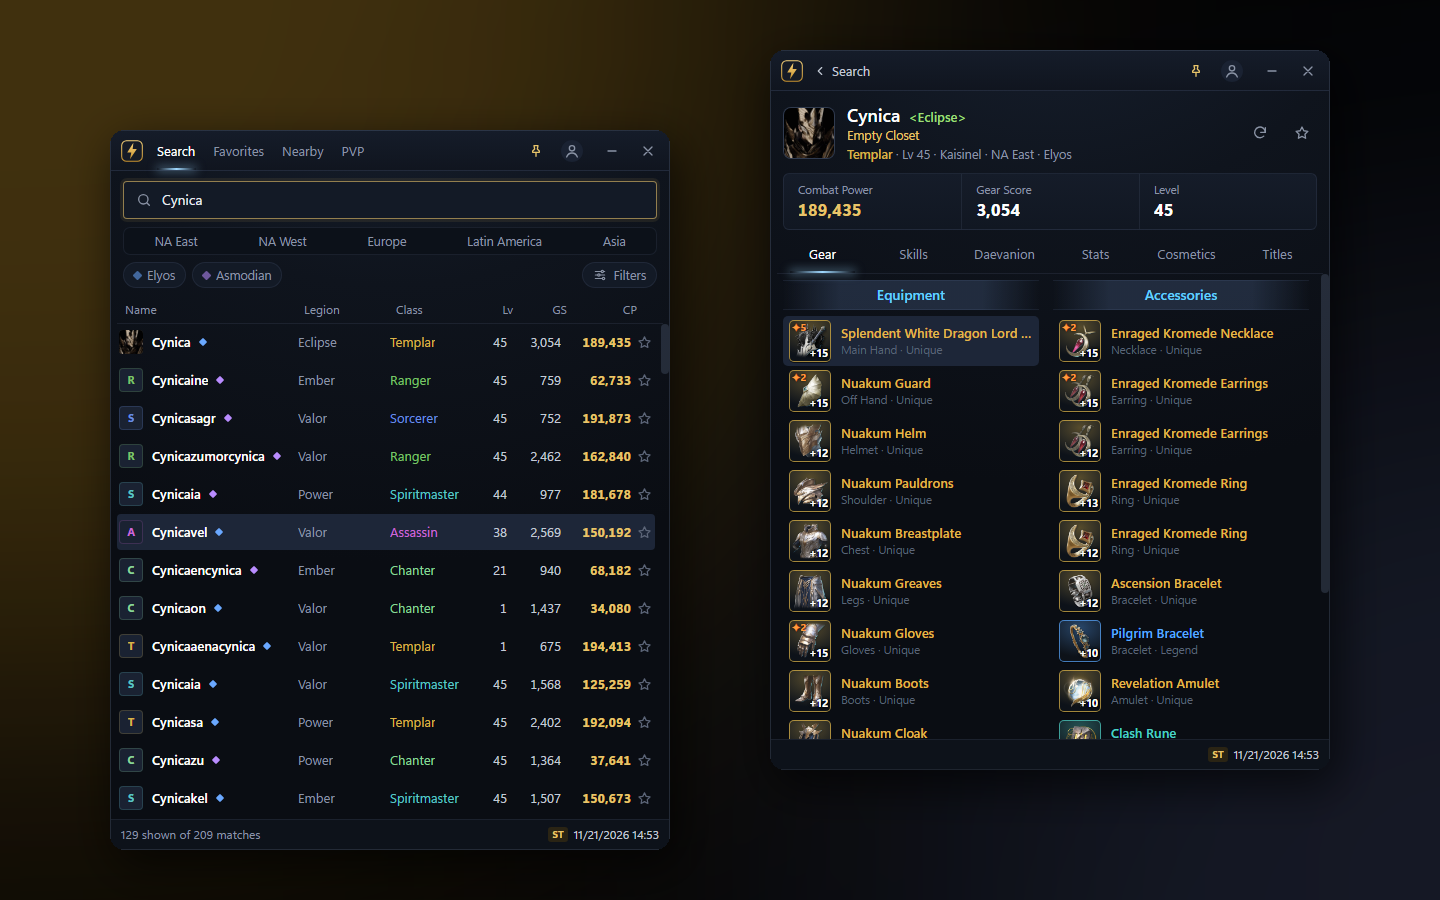 Search Favorites Nearby PVP
Cynica
NA East NA West Europe Latin America Asia
Elyos Asmodian Filters
Name Legion Class Lv GS CP
Cynica Eclipse Templar 45 3,054 189,435
R Cynicaine Ember Ranger 45 759 62,733
S Cynicasagr Valor Sorcerer 45 752 191,873
R Cynicazumorcynica Valor Ranger 45 2,462 162,840
S Cynicaia Power Spiritmaster 44 977 181,678
A Cynicavel Valor Assassin 38 2,569 150,192
C Cynicaencynica Ember Chanter 21 940 68,182
C Cynicaon Valor Chanter 1 1,437 34,080
T Cynicaaenacynica Valor Templar 1 675 194,413
S Cynicaia Valor Spiritmaster 45 1,568 125,259
T Cynicasa Power Templar 45 2,402 192,094
C Cynicazu Power Chanter 45 1,364 37,641
S Cynicakel Ember Spiritmaster 45 1,507 150,673
129 shown of 209 matches ST 11/21/2026 14:53
Search
Cynica <Eclipse>
Empty Closet
Templar · Lv 45 · Kaisinel · NA East · Elyos
Combat Power Gear Score Level
189,435 3,054 45
Gear Skills Daevanion Stats Cosmetics Titles
Equipment
5 +15 Splendent White Dragon Lord ...
Main Hand · Unique
2 +15 Nuakum Guard
Off Hand · Unique
+12 Nuakum Helm
Helmet · Unique
+12 Nuakum Pauldrons
Shoulder · Unique
+12 Nuakum Breastplate
Chest · Unique
+12 Nuakum Greaves
Legs · Unique
2 +15 Nuakum Gloves
Gloves · Unique
+12 Nuakum Boots
Boots · Unique
Nuakum Cloak
Accessories
2 +15 Enraged Kromede Necklace
Necklace · Unique
2 +15 Enraged Kromede Earrings
Earring · Unique
+12 Enraged Kromede Earrings
Earring · Unique
+13 Enraged Kromede Ring
Ring · Unique
+12 Enraged Kromede Ring
Ring · Unique
+12 Ascension Bracelet
Bracelet · Unique
+10 Pilgrim Bracelet
Bracelet · Legend
+10 Revelation Amulet
Amulet · Unique
Clash Rune
ST 11/21/2026 14:53